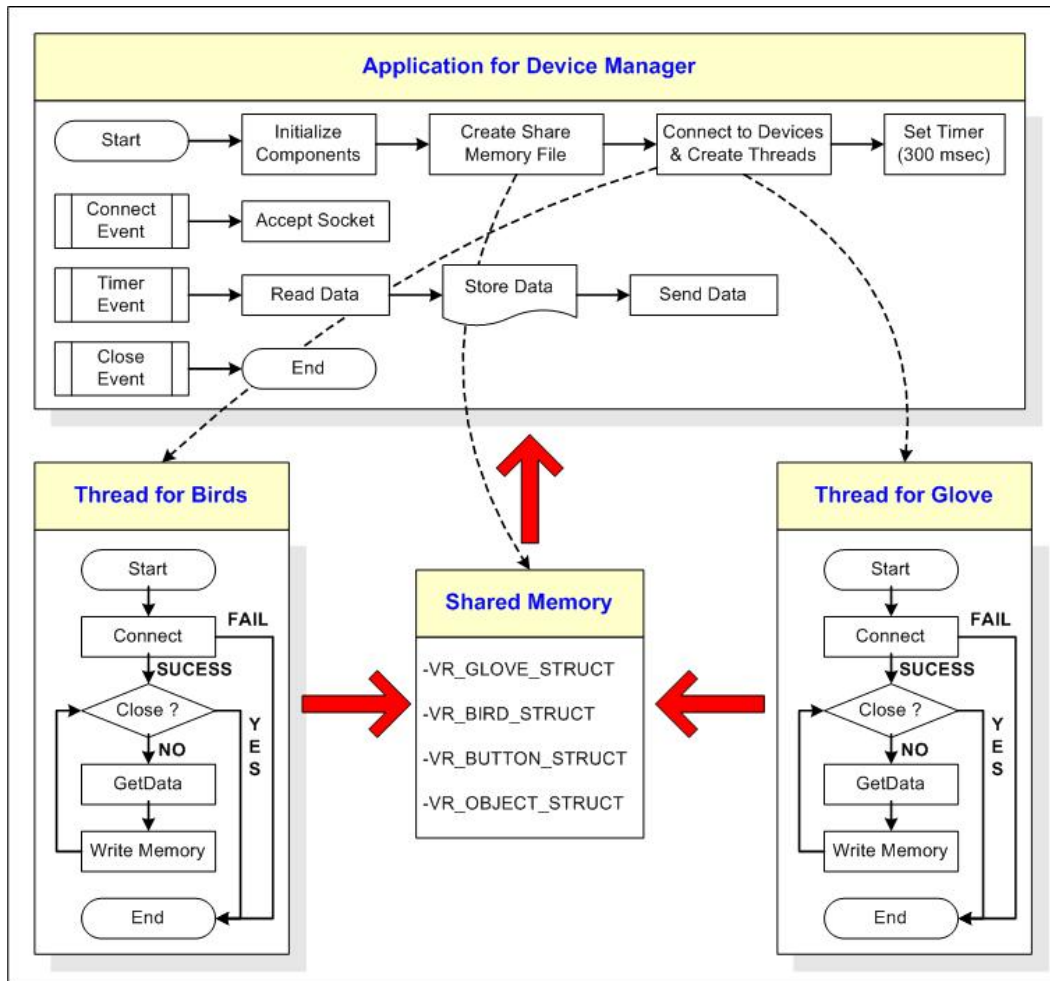 Application for Device Manager
Start
Initialize
Components
Create Share
Memory File
Connect to Devices
& Create Threads
Set Timer
(300 msec)
Connect
Event
Accept Socket
Timer
Event
Read Data
Store Data
Send Data
Close
Event
End
Thread for Birds
Start
Connect
FAIL
SUCESS
Close ?
YES
NO
GetData
Write Memory
End
Shared Memory
-VR_GLOVE_STRUCT
-VR_BIRD_STRUCT
-VR_BUTTON_STRUCT
-VR_OBJECT_STRUCT
Thread for Glove
Start
Connect
FAIL
SUCESS
Close ?
YES
NO
GetData
Write Memory
End